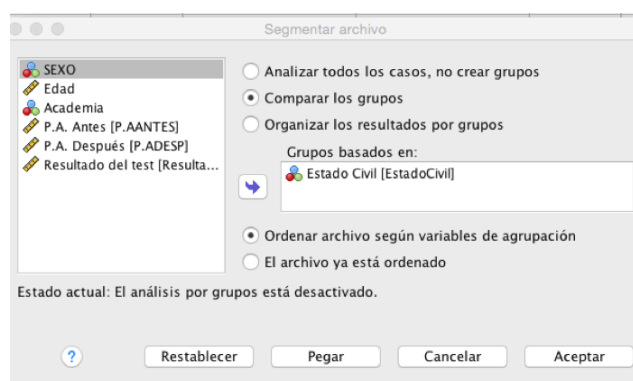 Segmentar archivo
SEXO
Edad
Academia
P.A. Antes [P.AANTES]
P.A. Después [P.ADESP]
Resultado del test [Resulta...
Analizar todos los casos, no crear grupos
Comparar los grupos
Organizar los resultados por grupos
Grupos basados en:
Estado Civil [EstadoCivil]
Ordenar archivo según variables de agrupación
El archivo ya está ordenado
Estado actual: El análisis por grupos está desactivado.
?
Restablecer
Pegar
Cancelar
Aceptar